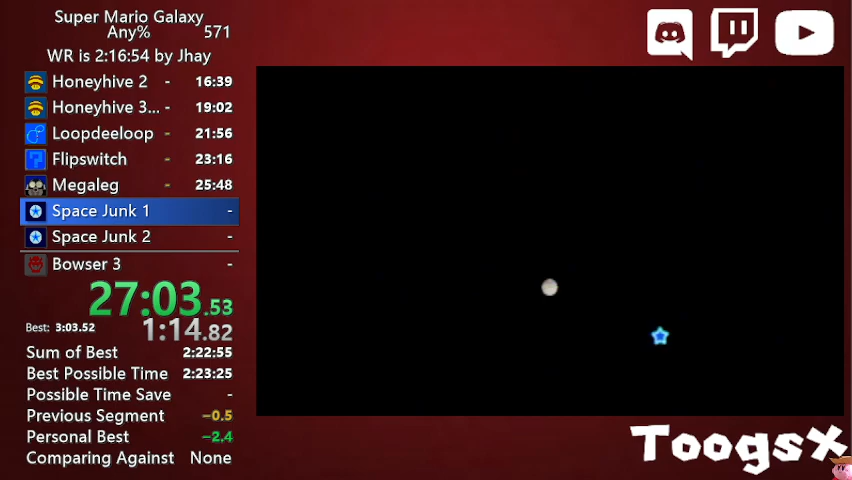 Super Mario Galaxy
Any% 571
WR is 2:16:54 by Jhay
Honeyhive 2 - 16:39
Honeyhive 3... - 19:02
Loopdeeloop - 21:56
Flipswitch - 23:16
Megaleg - 25:48
Space Junk 1 -
Space Junk 2 -
Bowser 3 -
27:03.53
Best: 3:03.52 1:14.82
Sum of Best 2:22:55
Best Possible Time 2:23:25
Possible Time Save -
Previous Segment −0.5
Personal Best −2.4
Comparing Against None
ToogsX